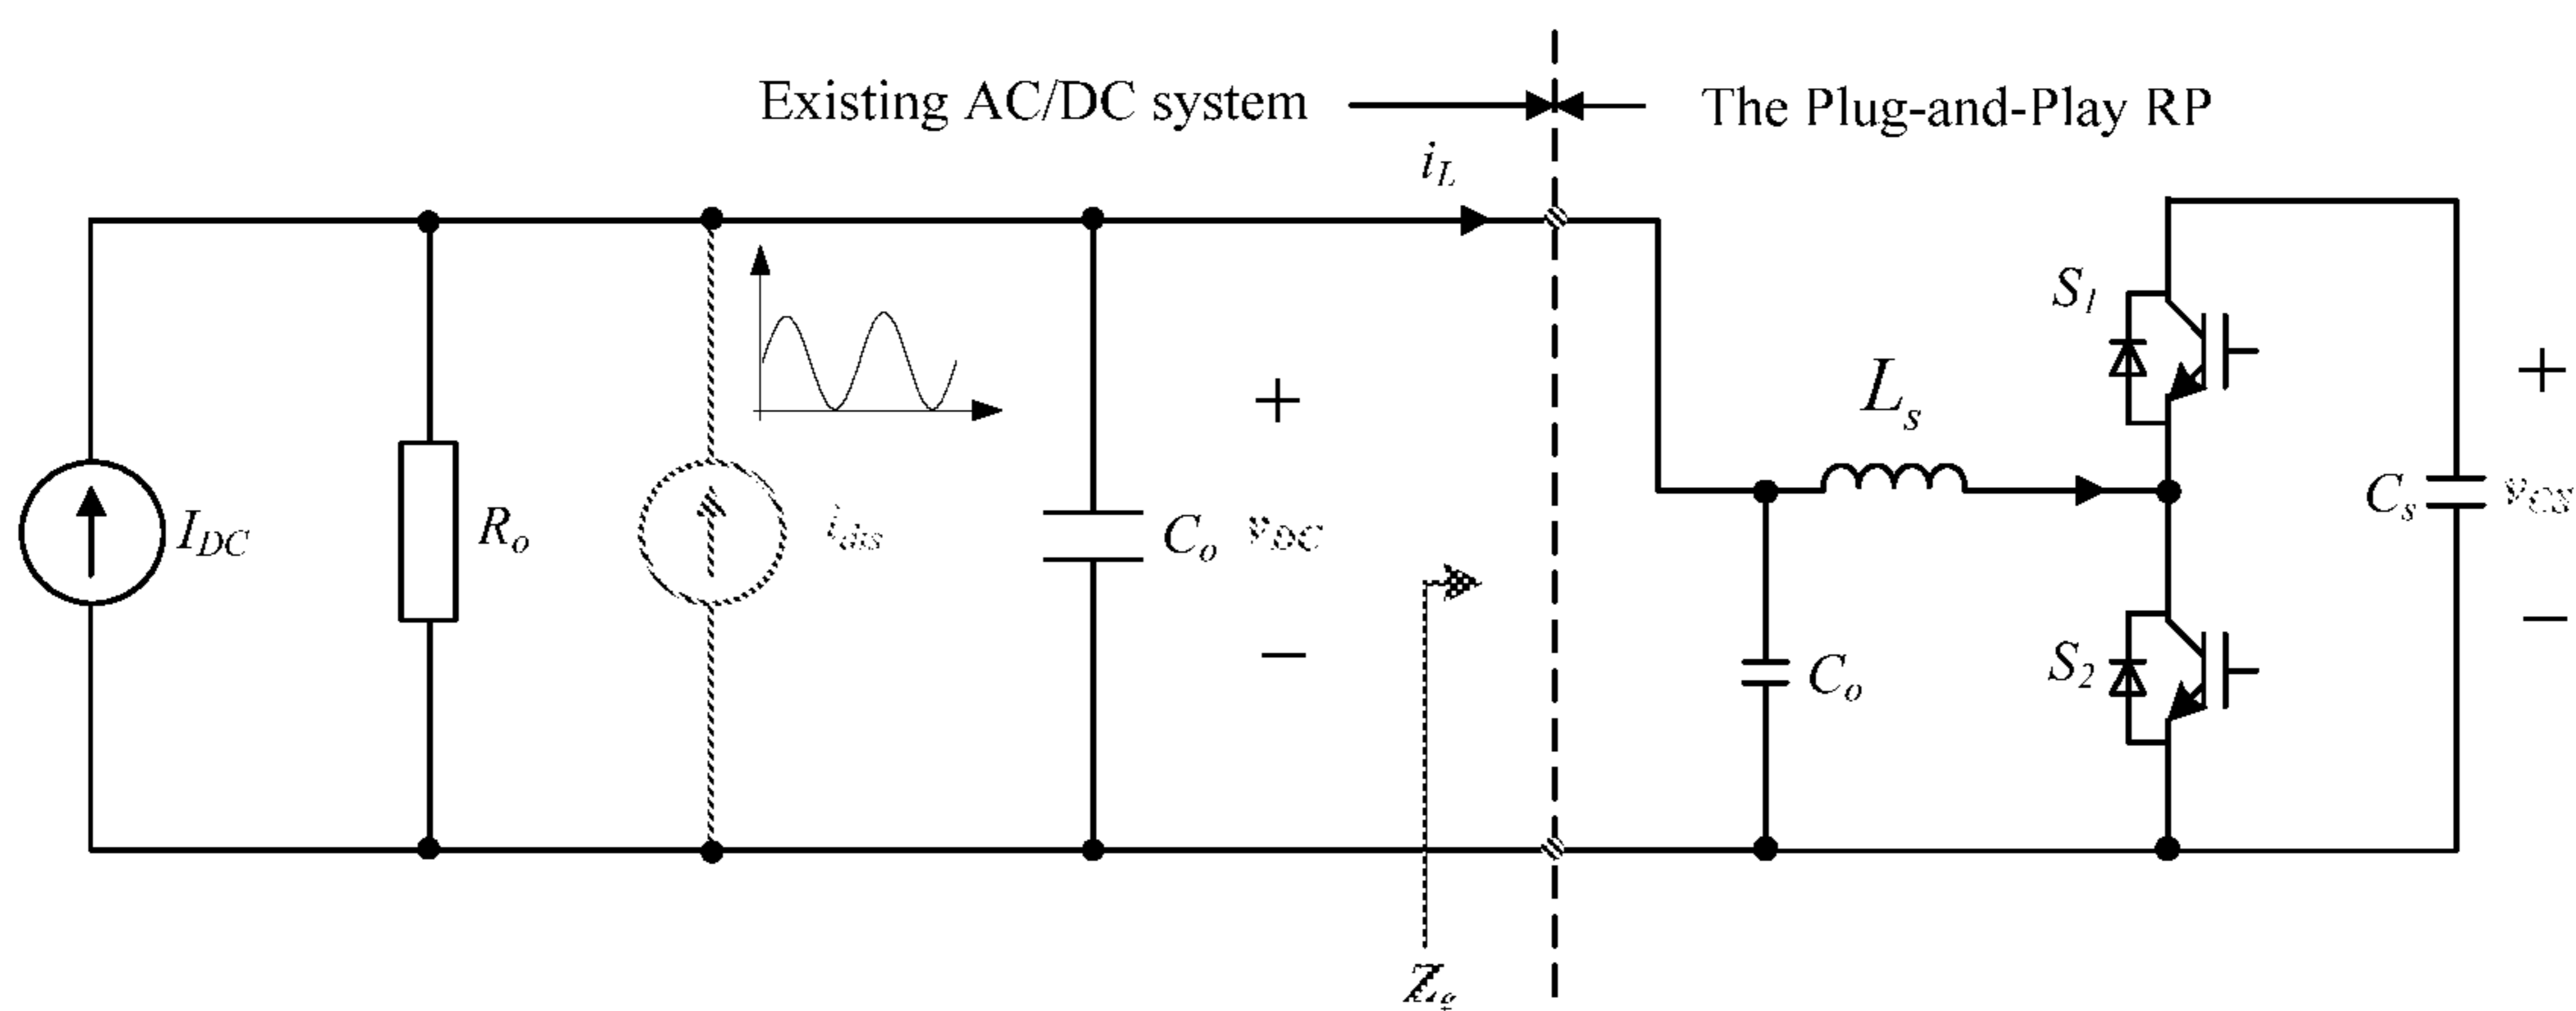 Existing AC/DC system
The Plug-and-Play RP
i_L
S_1
+
+
L_s
I_DC
R_o
i_dis
C_o
v_DC
C_s
v_CS
−
−
S_2
C_o